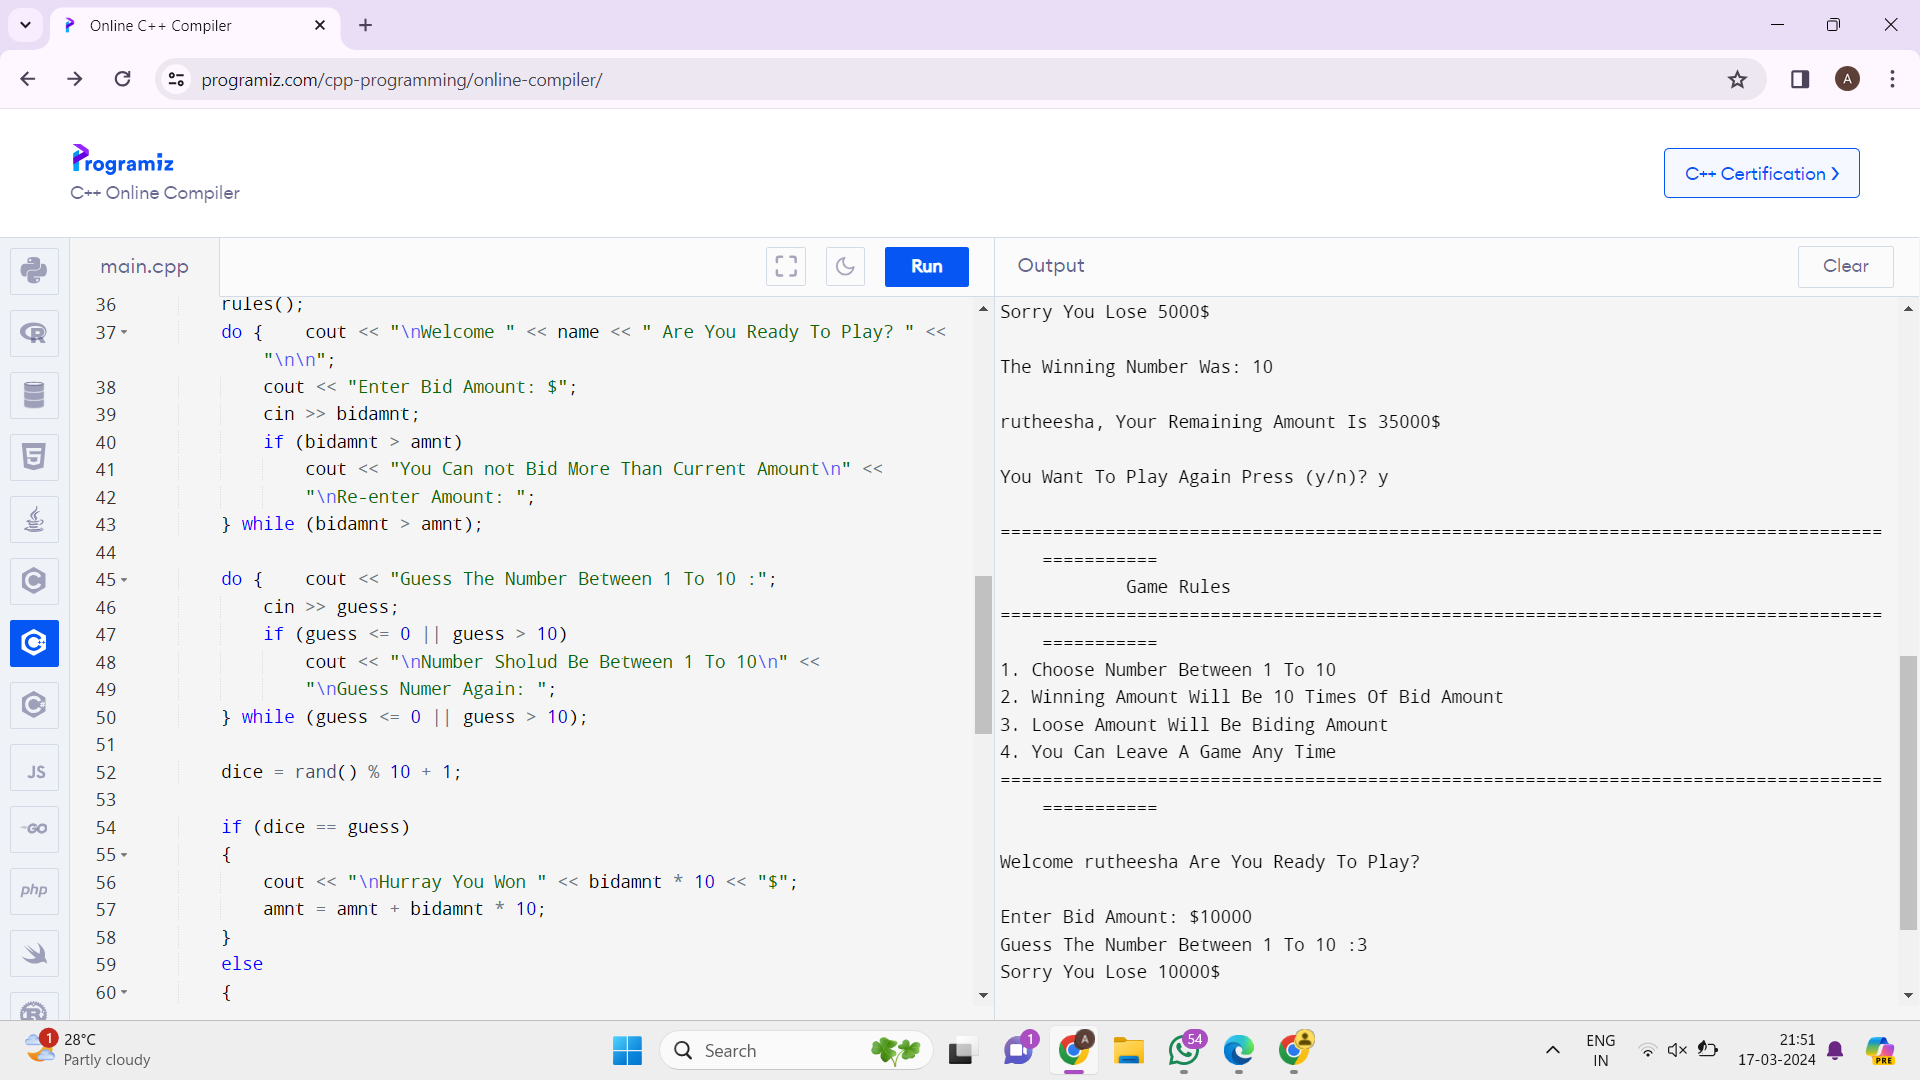 Online C++ Compiler
programiz.com/cpp-programming/online-compiler/
A
Programiz
C++ Online Compiler
C++ Certification
main.cpp
Run
Output
Clear
36 rules();
37 do { cout << "\nWelcome " << name << " Are You Ready To Play? " <<
"\n\n";
38 cout << "Enter Bid Amount: $";
39 cin >> bidamnt;
40 if (bidamnt > amnt)
41 cout << "You Can not Bid More Than Current Amount\n" <<
42 "\nRe-enter Amount: ";
43 } while (bidamnt > amnt);
44
45 do { cout << "Guess The Number Between 1 To 10 :";
46 cin >> guess;
47 if (guess <= 0 || guess > 10)
48 cout << "\nNumber Sholud Be Between 1 To 10\n" <<
49 "\nGuess Numer Again: ";
50 } while (guess <= 0 || guess > 10);
51
52 dice = rand() % 10 + 1;
53
54 if (dice == guess)
55 {
56 cout << "\nHurray You Won " << bidamnt * 10 << "$";
57 amnt = amnt + bidamnt * 10;
58 }
59 else
60 {
JS
GO
php
Sorry You Lose 5000$
The Winning Number Was: 10
rutheesha, Your Remaining Amount Is 35000$
You Want To Play Again Press (y/n)? y
====================================================================================
===========
Game Rules
====================================================================================
===========
1. Choose Number Between 1 To 10
2. Winning Amount Will Be 10 Times Of Bid Amount
3. Loose Amount Will Be Biding Amount
4. You Can Leave A Game Any Time
====================================================================================
===========
Welcome rutheesha Are You Ready To Play?
Enter Bid Amount: $10000
Guess The Number Between 1 To 10 :3
Sorry You Lose 10000$
1
28°C
Partly cloudy
Search
1
A
54
ENG
IN
21:51
17-03-2024
PRE